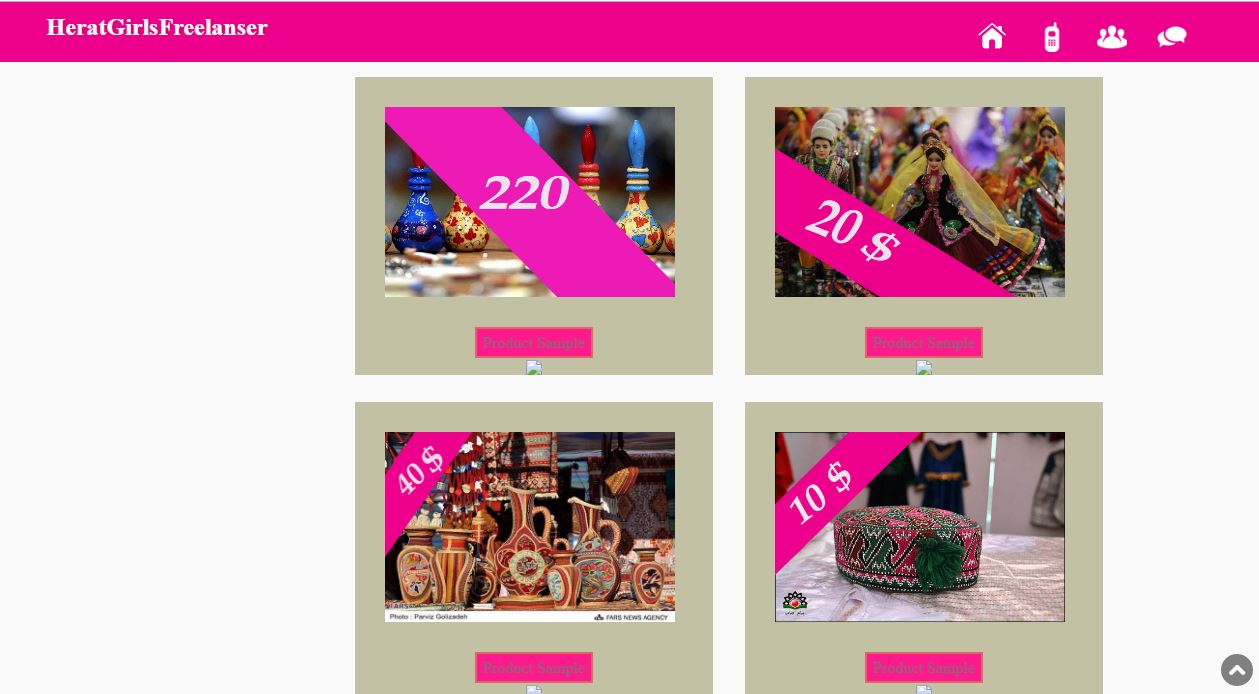 HeratGirlsFreelanser
220
20 $
Product Sample
Product Sample
40 $
10 $
Photo : Parviz Golizadeh
FARS NEWS AGENCY
Product Sample
Product Sample